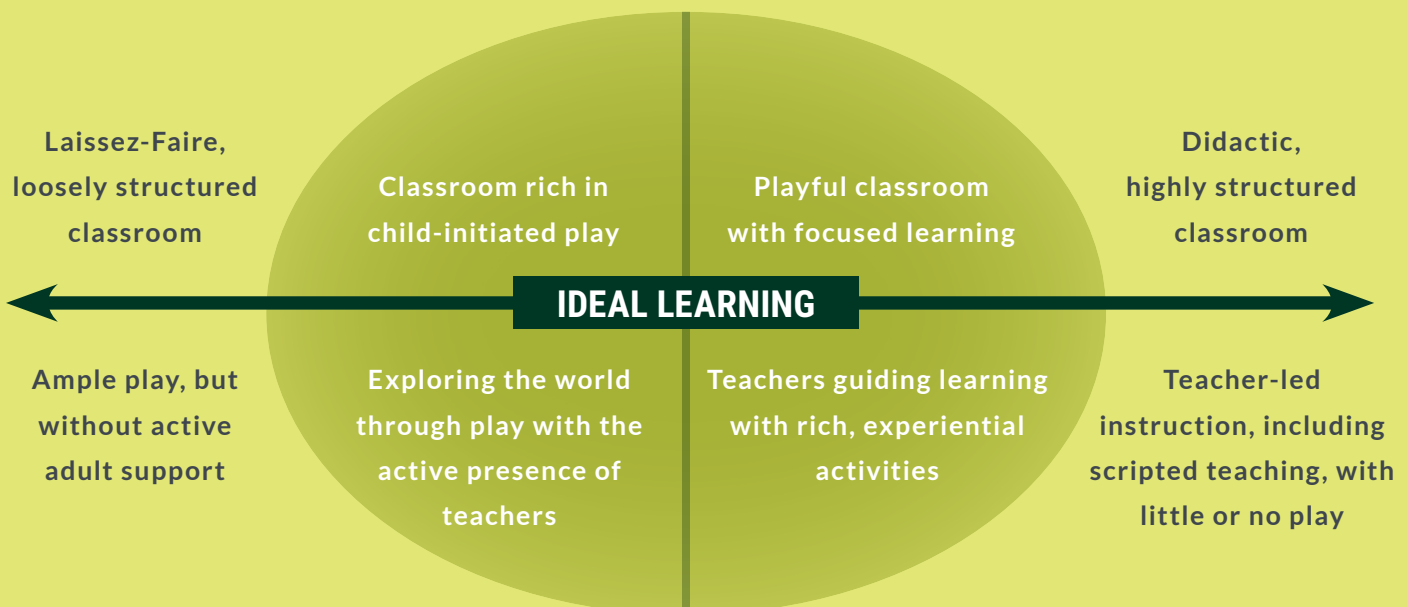 Laissez-Faire,
loosely structured
classroom
Classroom rich in
child-initiated play
Playful classroom
with focused learning
Didactic,
highly structured
classroom
IDEAL LEARNING
Ample play, but
without active
adult support
Exploring the world
through play with the
active presence of
teachers
Teachers guiding learning
with rich, experiential
activities
Teacher-led
instruction, including
scripted teaching, with
little or no play